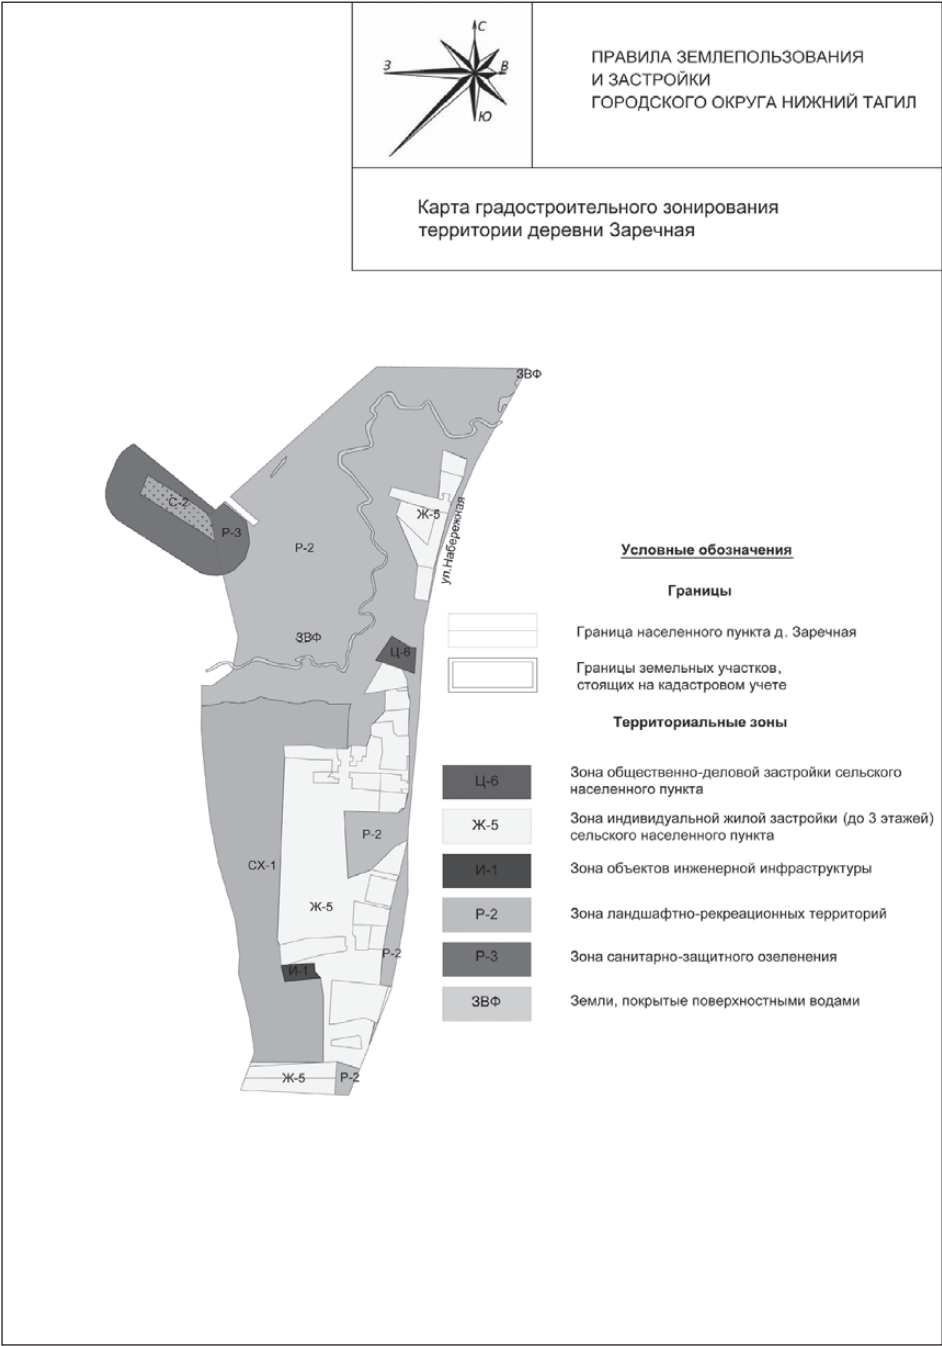 С
З
В
Ю
ПРАВИЛА ЗЕМЛЕПОЛЬЗОВАНИЯ
И ЗАСТРОЙКИ
ГОРОДСКОГО ОКРУГА НИЖНИЙ ТАГИЛ
Карта градостроительного зонирования
территории деревни Заречная
ЗВФ
С-2
Р-3
Ж-5
Р-2
ул.Набережная
ЗВФ
Ц-6
Р-2
СХ-1
Ж-5
Р-2
И-1
Ж-5
Р-2
Условные обозначения
Границы
Граница населенного пункта д. Заречная
Границы земельных участков,
стоящих на кадастровом учете
Территориальные зоны
Ц-6
Зона общественно-деловой застройки сельского
населенного пункта
Ж-5
Зона индивидуальной жилой застройки (до 3 этажей)
сельского населенного пункта
И-1
Зона объектов инженерной инфраструктуры
Р-2
Зона ландшафтно-рекреационных территорий
Р-3
Зона санитарно-защитного озеленения
ЗВФ
Земли, покрытые поверхностными водами